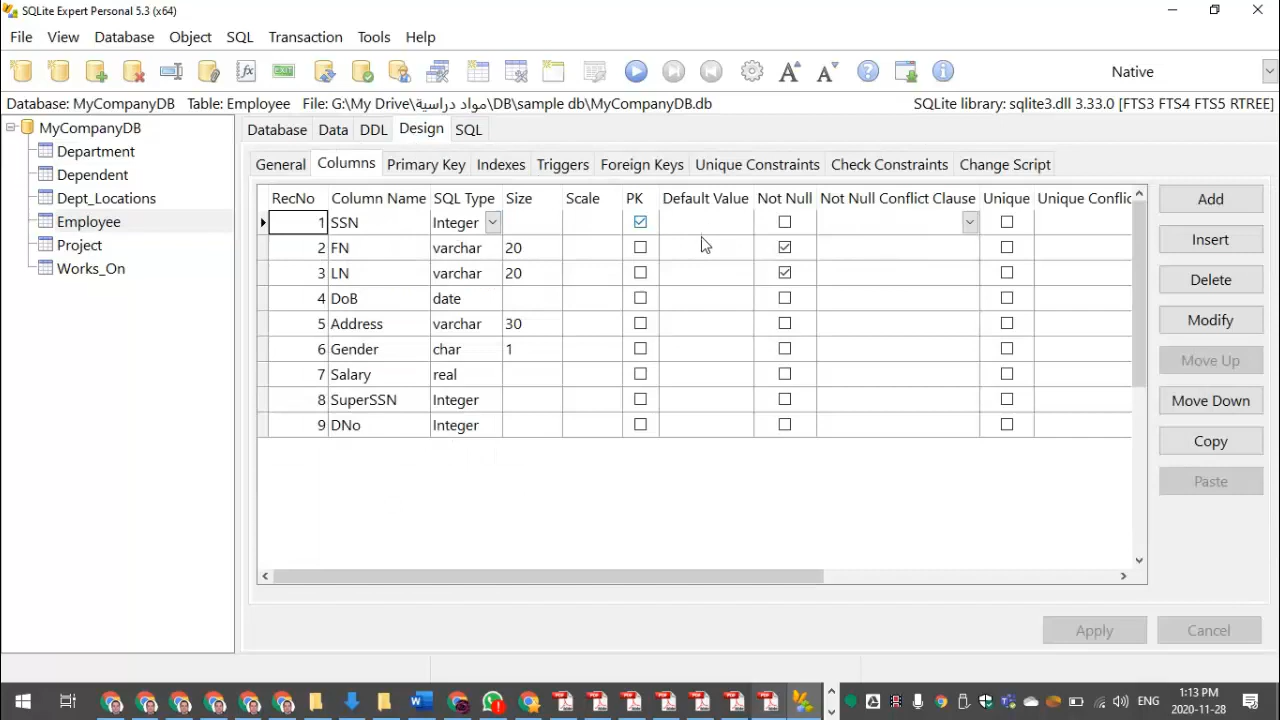 SQLite Expert Personal 5.3 (x64)
File View Database Object SQL Transaction Tools Help
Native
Database: MyCompanyDB Table: Employee File: G:\My Drive\مواد دراسية\DB\sample db\MyCompanyDB.db SQLite library: sqlite3.dll 3.33.0 [FTS3 FTS4 FTS5 RTREE]
MyCompanyDB
Department
Dependent
Dept_Locations
Employee
Project
Works_On
Database Data DDL Design SQL
General Columns Primary Key Indexes Triggers Foreign Keys Unique Constraints Check Constraints Change Script
RecNo Column Name SQL Type Size Scale PK Default Value Not Null Not Null Conflict Clause Unique Unique Conflic
1 SSN Integer
2 FN varchar 20
3 LN varchar 20
4 DoB date
5 Address varchar 30
6 Gender char 1
7 Salary real
8 SuperSSN Integer
9 DNo Integer
Add
Insert
Delete
Modify
Move Up
Move Down
Copy
Paste
Apply Cancel
ENG
1:13 PM
2020-11-28